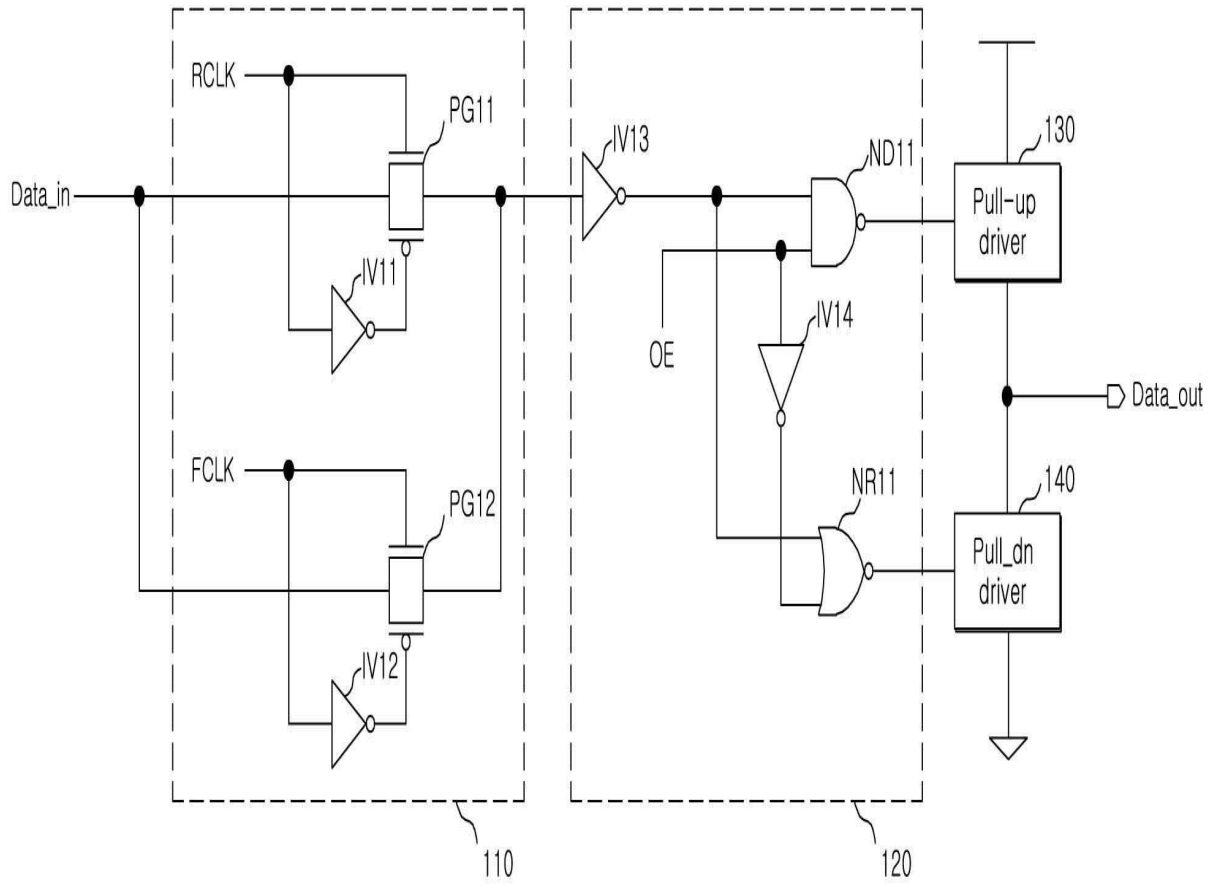 RCLK
PG11
IV13
ND11
130
Data_in
Pull-up
driver
IV11
OE
IV14
Data_out
FCLK
PG12
NR11
140
Pull_dn
driver
IV12
110
120